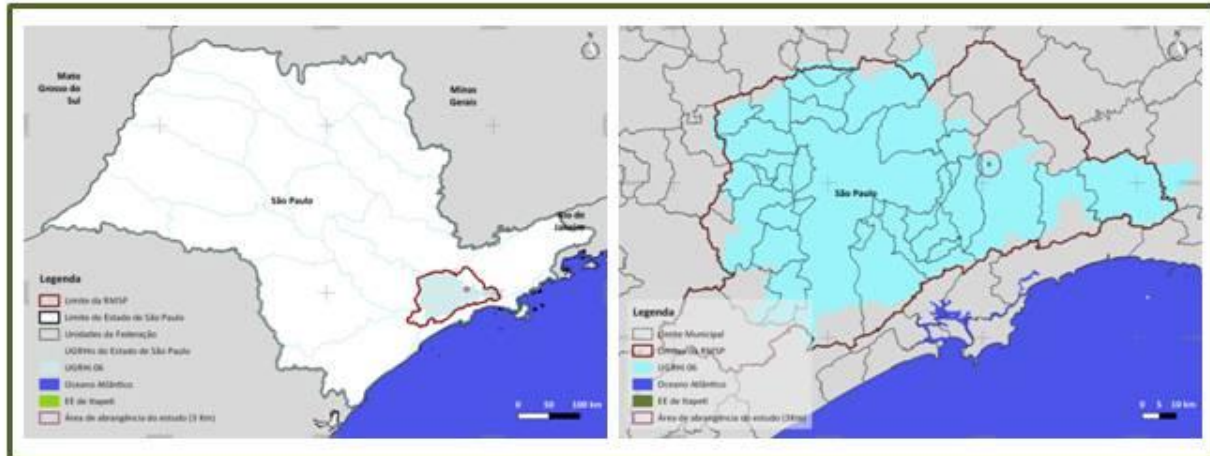 Mato
Grosso do
Sul
Minas
Gerais
N
São Paulo
Rio de
Janeiro
Legenda
Limite da RMSP
Limite do Estado de São Paulo
Unidades da Federação
UGRHIs do Estado de São Paulo
UGRHI 06
Oceano Atlântico
EE de Itapeti
Área de abrangência do estudo (3 Km)
0 50 100 km
N
São Paulo
Legenda
Limite Municipal
Limites da RMSP
UGRHI 06
Oceano Atlântico
EE de Itapeti
Área de abrangência do estudo (3Km)
0 5 10 km